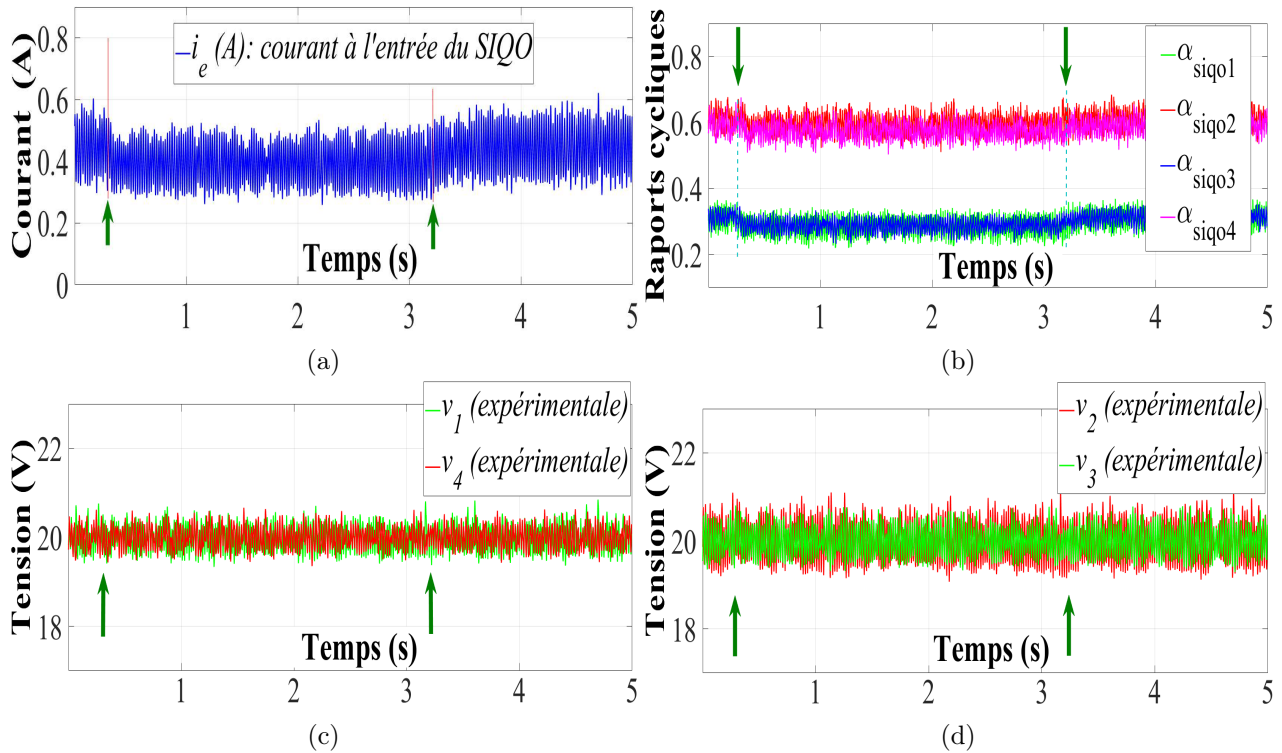 i_e (A): courant à l'entrée du SIQO
Courant (A)
0.8
0.6
0.4
0.2
0
Temps (s)
1
2
3
4
5
(a)
α_siqo1
α_siqo2
α_siqo3
α_siqo4
Raports cycliques
0.8
0.6
0.4
0.2
Temps (s)
1
2
3
4
5
(b)
v_1 (expérimentale)
v_4 (expérimentale)
Tension (V)
22
20
18
Temps (s)
1
2
3
4
5
(c)
v_2 (expérimentale)
v_3 (expérimentale)
Tension (V)
22
20
18
Temps (s)
1
2
3
4
5
(d)